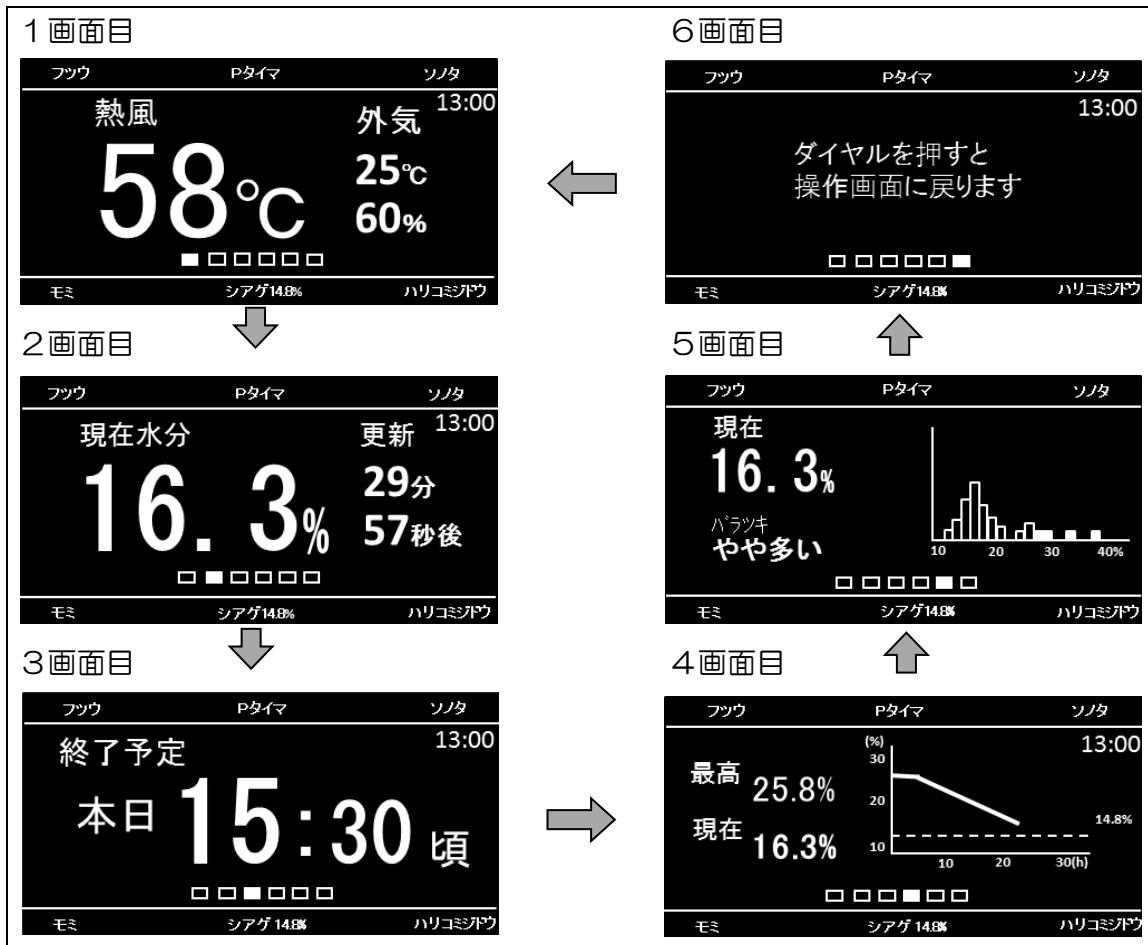 1画面目
フツウ Pタイマ ソノタ
13:00
熱風 外気
58℃
25℃
60%
モミ シアゲ14.8% ハリコミジドウ
2画面目
フツウ Pタイマ ソノタ
13:00
現在水分 更新
16.3%
29分
57秒後
モミ シアゲ14.8% ハリコミジドウ
3画面目
フツウ Pタイマ ソノタ
13:00
終了予定
本日 15:30 頃
モミ シアゲ14.8% ハリコミジドウ
4画面目
フツウ Pタイマ ソノタ
13:00
最高 25.8%
現在 16.3%
(%)
30
20
10
10 20 30(h)
14.8%
モミ シアゲ14.8% ハリコミジドウ
5画面目
フツウ Pタイマ ソノタ
現在
16.3%
バラツキ
やや多い
10 20 30 40%
モミ シアゲ14.8% ハリコミジドウ
6画面目
フツウ Pタイマ ソノタ
13:00
ダイヤルを押すと
操作画面に戻ります
モミ シアゲ14.8% ハリコミジドウ